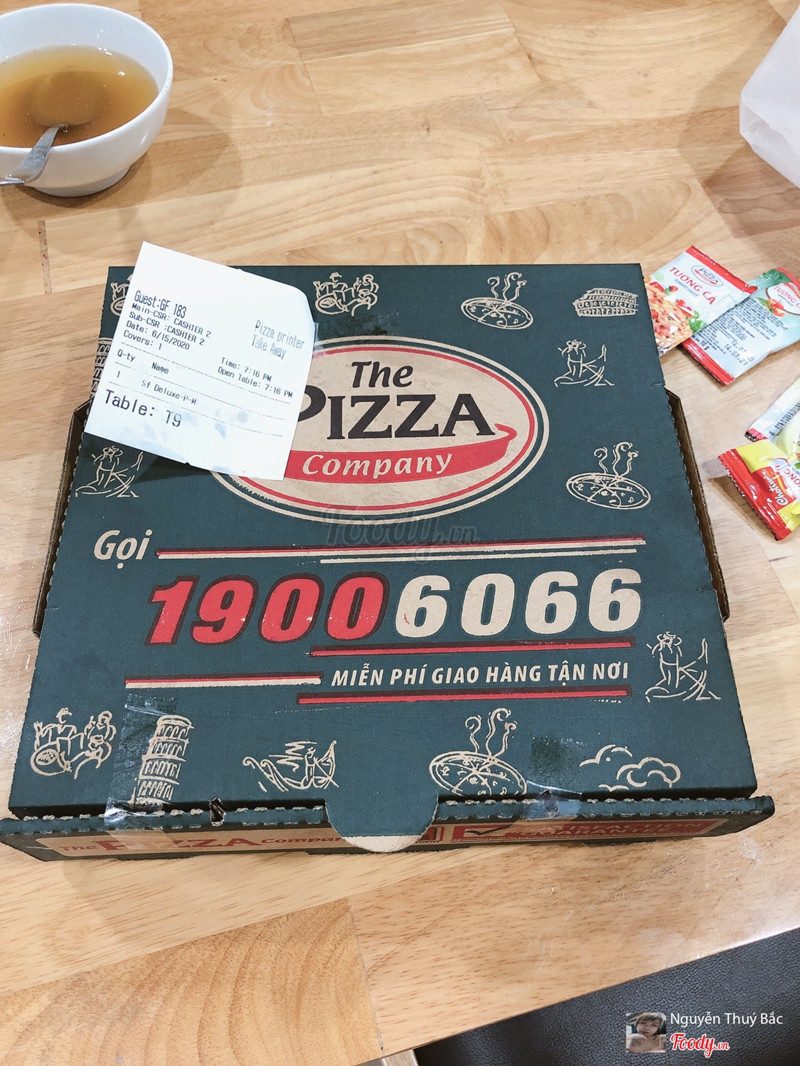 Guest:GF 183
Main-CSR: CASHIER 2
Sub-CSR :CASHIER 2
Date: 6/15/2020
Covers: 1
Pizza printer
Take Away
Time: 7:16 PM
Open Table: 7:16 PM
Q-ty Name
1 Sf Deluxe-P-M
Table: T9
The
PIZZA
Company
Gọi
19006066
MIỄN PHÍ GIAO HÀNG TẬN NƠI
The PIZZA Company
TƯƠNG CÀ
Foody.vn
Nguyễn Thuý Bắc
Foody.vn